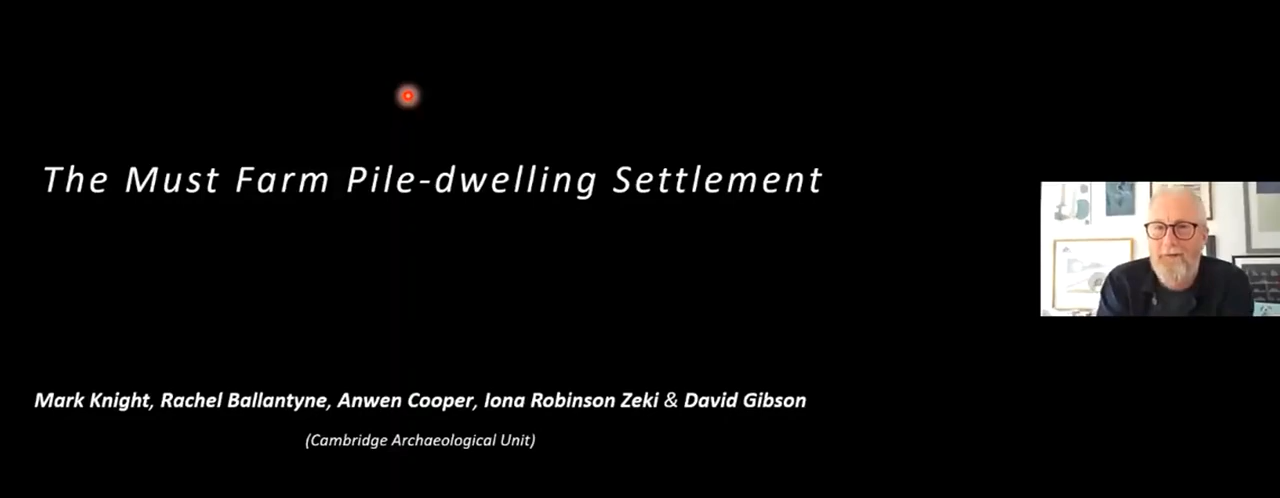 The Must Farm Pile-dwelling Settlement
Mark Knight, Rachel Ballantyne, Anwen Cooper, Iona Robinson Zeki & David Gibson
(Cambridge Archaeological Unit)